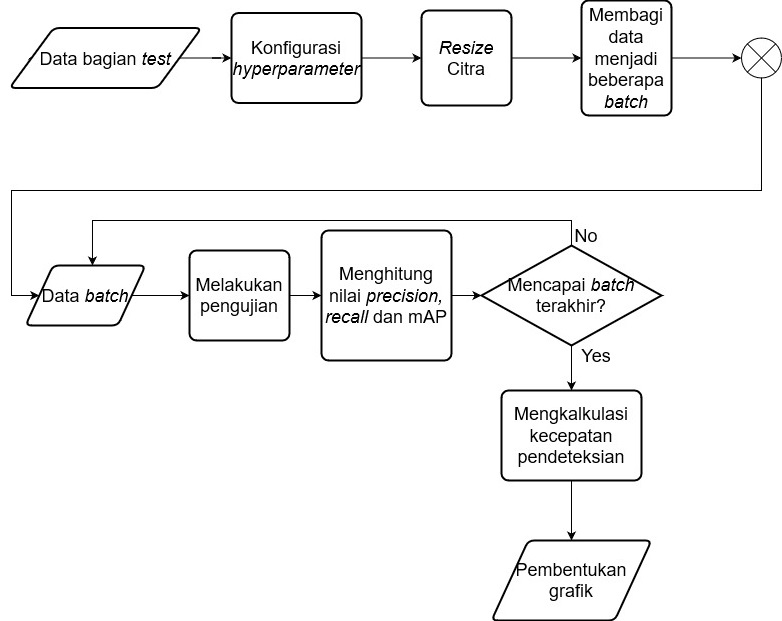 Data bagian test
Konfigurasi
hyperparameter
Resize
Citra
Membagi
data
menjadi
beberapa
batch
Data batch
Melakukan
pengujian
Menghitung
nilai precision,
recall dan mAP
No
Mencapai batch
terakhir?
Yes
Mengkalkulasi
kecepatan
pendeteksian
Pembentukan
grafik